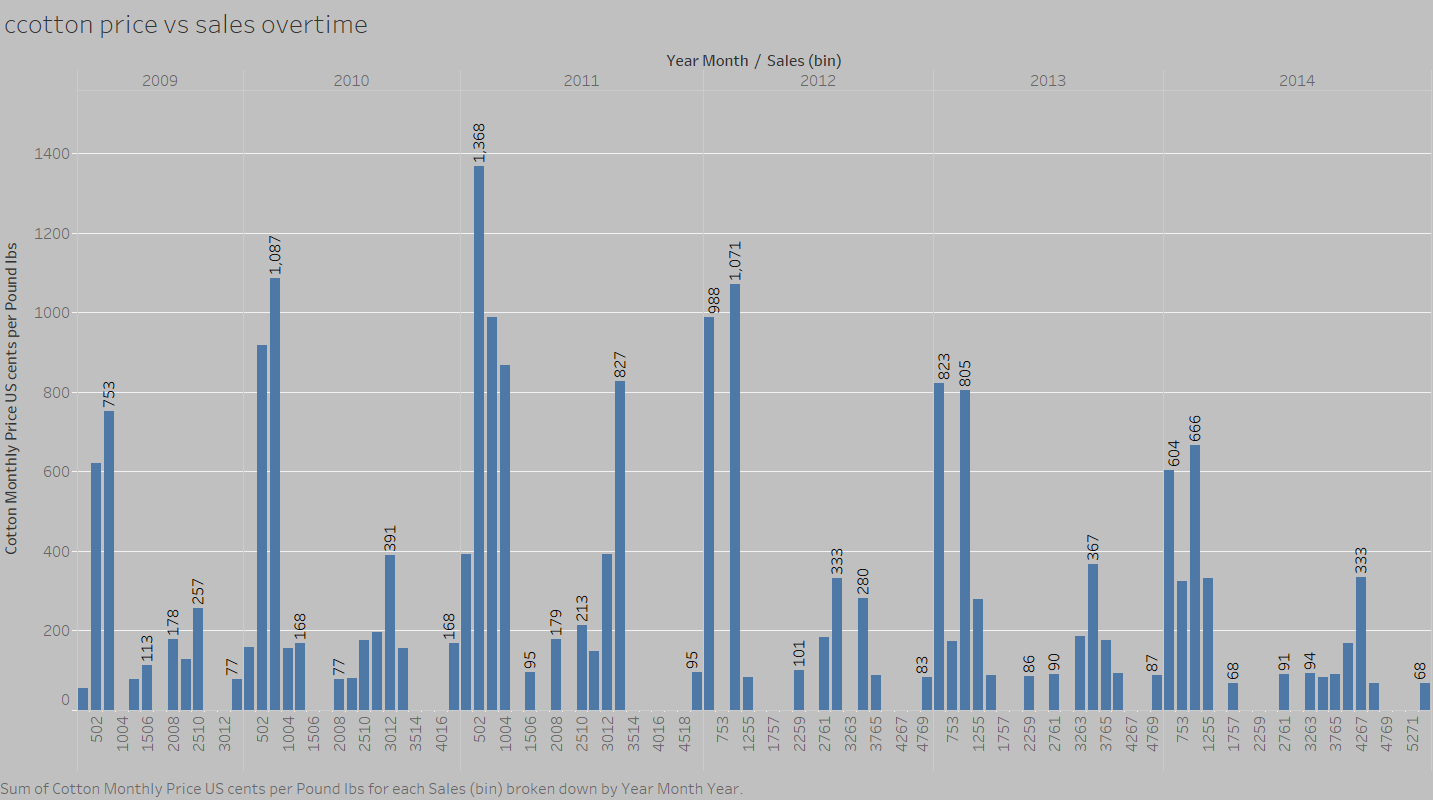 ccotton price vs sales overtime
Year Month / Sales (bin)
2009 2010 2011 2012 2013 2014
Cotton Monthly Price US cents per Pound lbs
1400
1200
1000
800
600
400
200
0
753 113 178 257 77
1,087 168 77 391 168
1,368 95 179 213 827 95
988 1,071 101 333 280 83
823 805 86 90 367 87
604 666 68 91 94 333 68
502 1004 1506 2008 2510 3012
502 1004 1506 2008 2510 3012 3514 4016
502 1004 1506 2008 2510 3012 3514 4016 4518
753 1255 1757 2259 2761 3263 3765 4267 4769
753 1255 1757 2259 2761 3263 3765 4267 4769
753 1255 1757 2259 2761 3263 3765 4267 4769 5271
Sum of Cotton Monthly Price US cents per Pound lbs for each Sales (bin) broken down by Year Month Year.